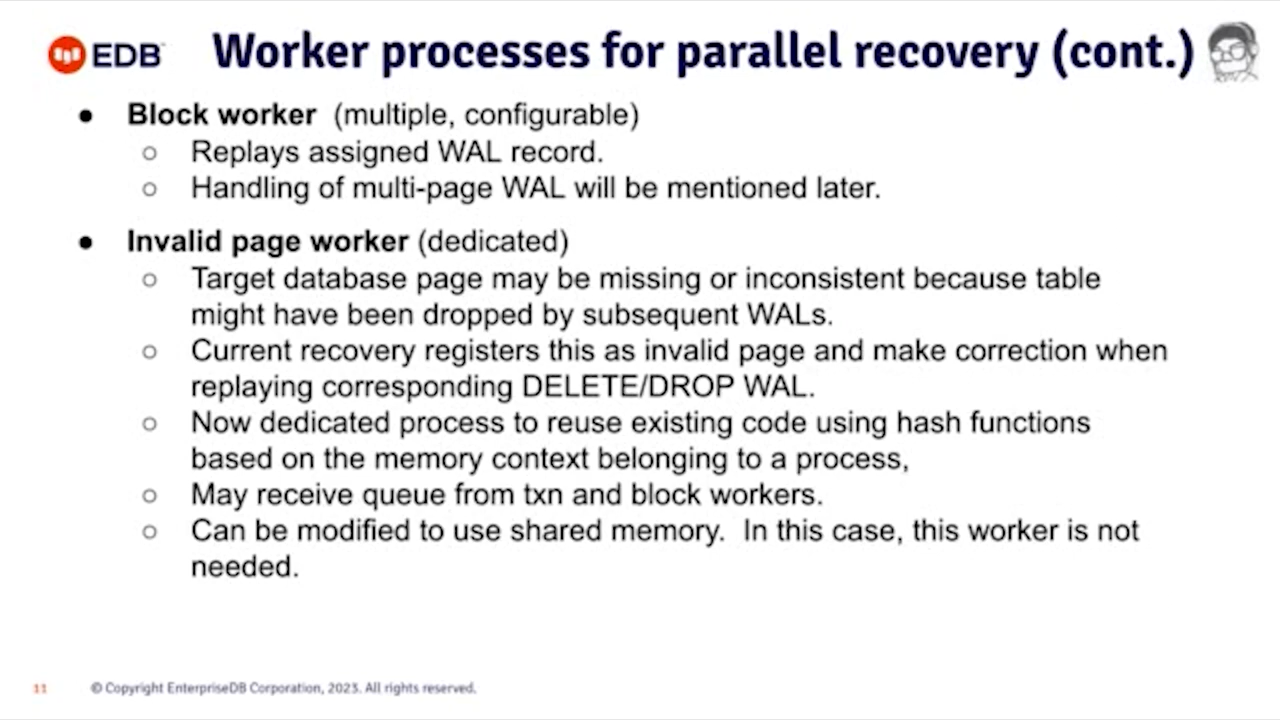 EDB
Worker processes for parallel recovery (cont.)
● Block worker (multiple, configurable)
○ Replays assigned WAL record.
○ Handling of multi-page WAL will be mentioned later.
● Invalid page worker (dedicated)
○ Target database page may be missing or inconsistent because table
might have been dropped by subsequent WALs.
○ Current recovery registers this as invalid page and make correction when
replaying corresponding DELETE/DROP WAL.
○ Now dedicated process to reuse existing code using hash functions
based on the memory context belonging to a process,
○ May receive queue from txn and block workers.
○ Can be modified to use shared memory. In this case, this worker is not
needed.
11
© Copyright EnterpriseDB Corporation, 2023. All rights reserved.